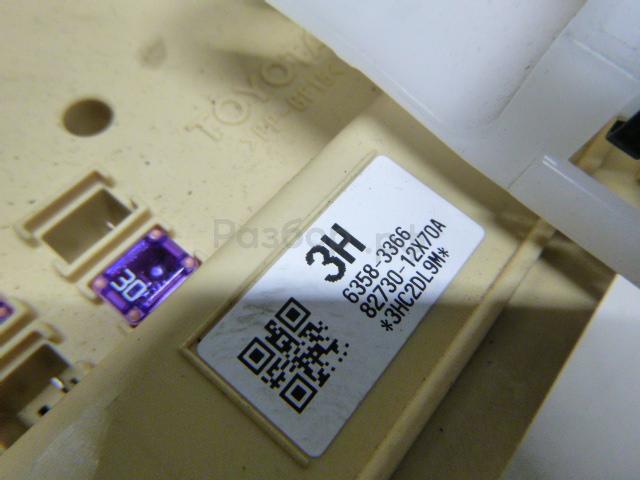 TOYOTA
3H
6358-3366
82730-12X70A
*3HC2DL9M*
30